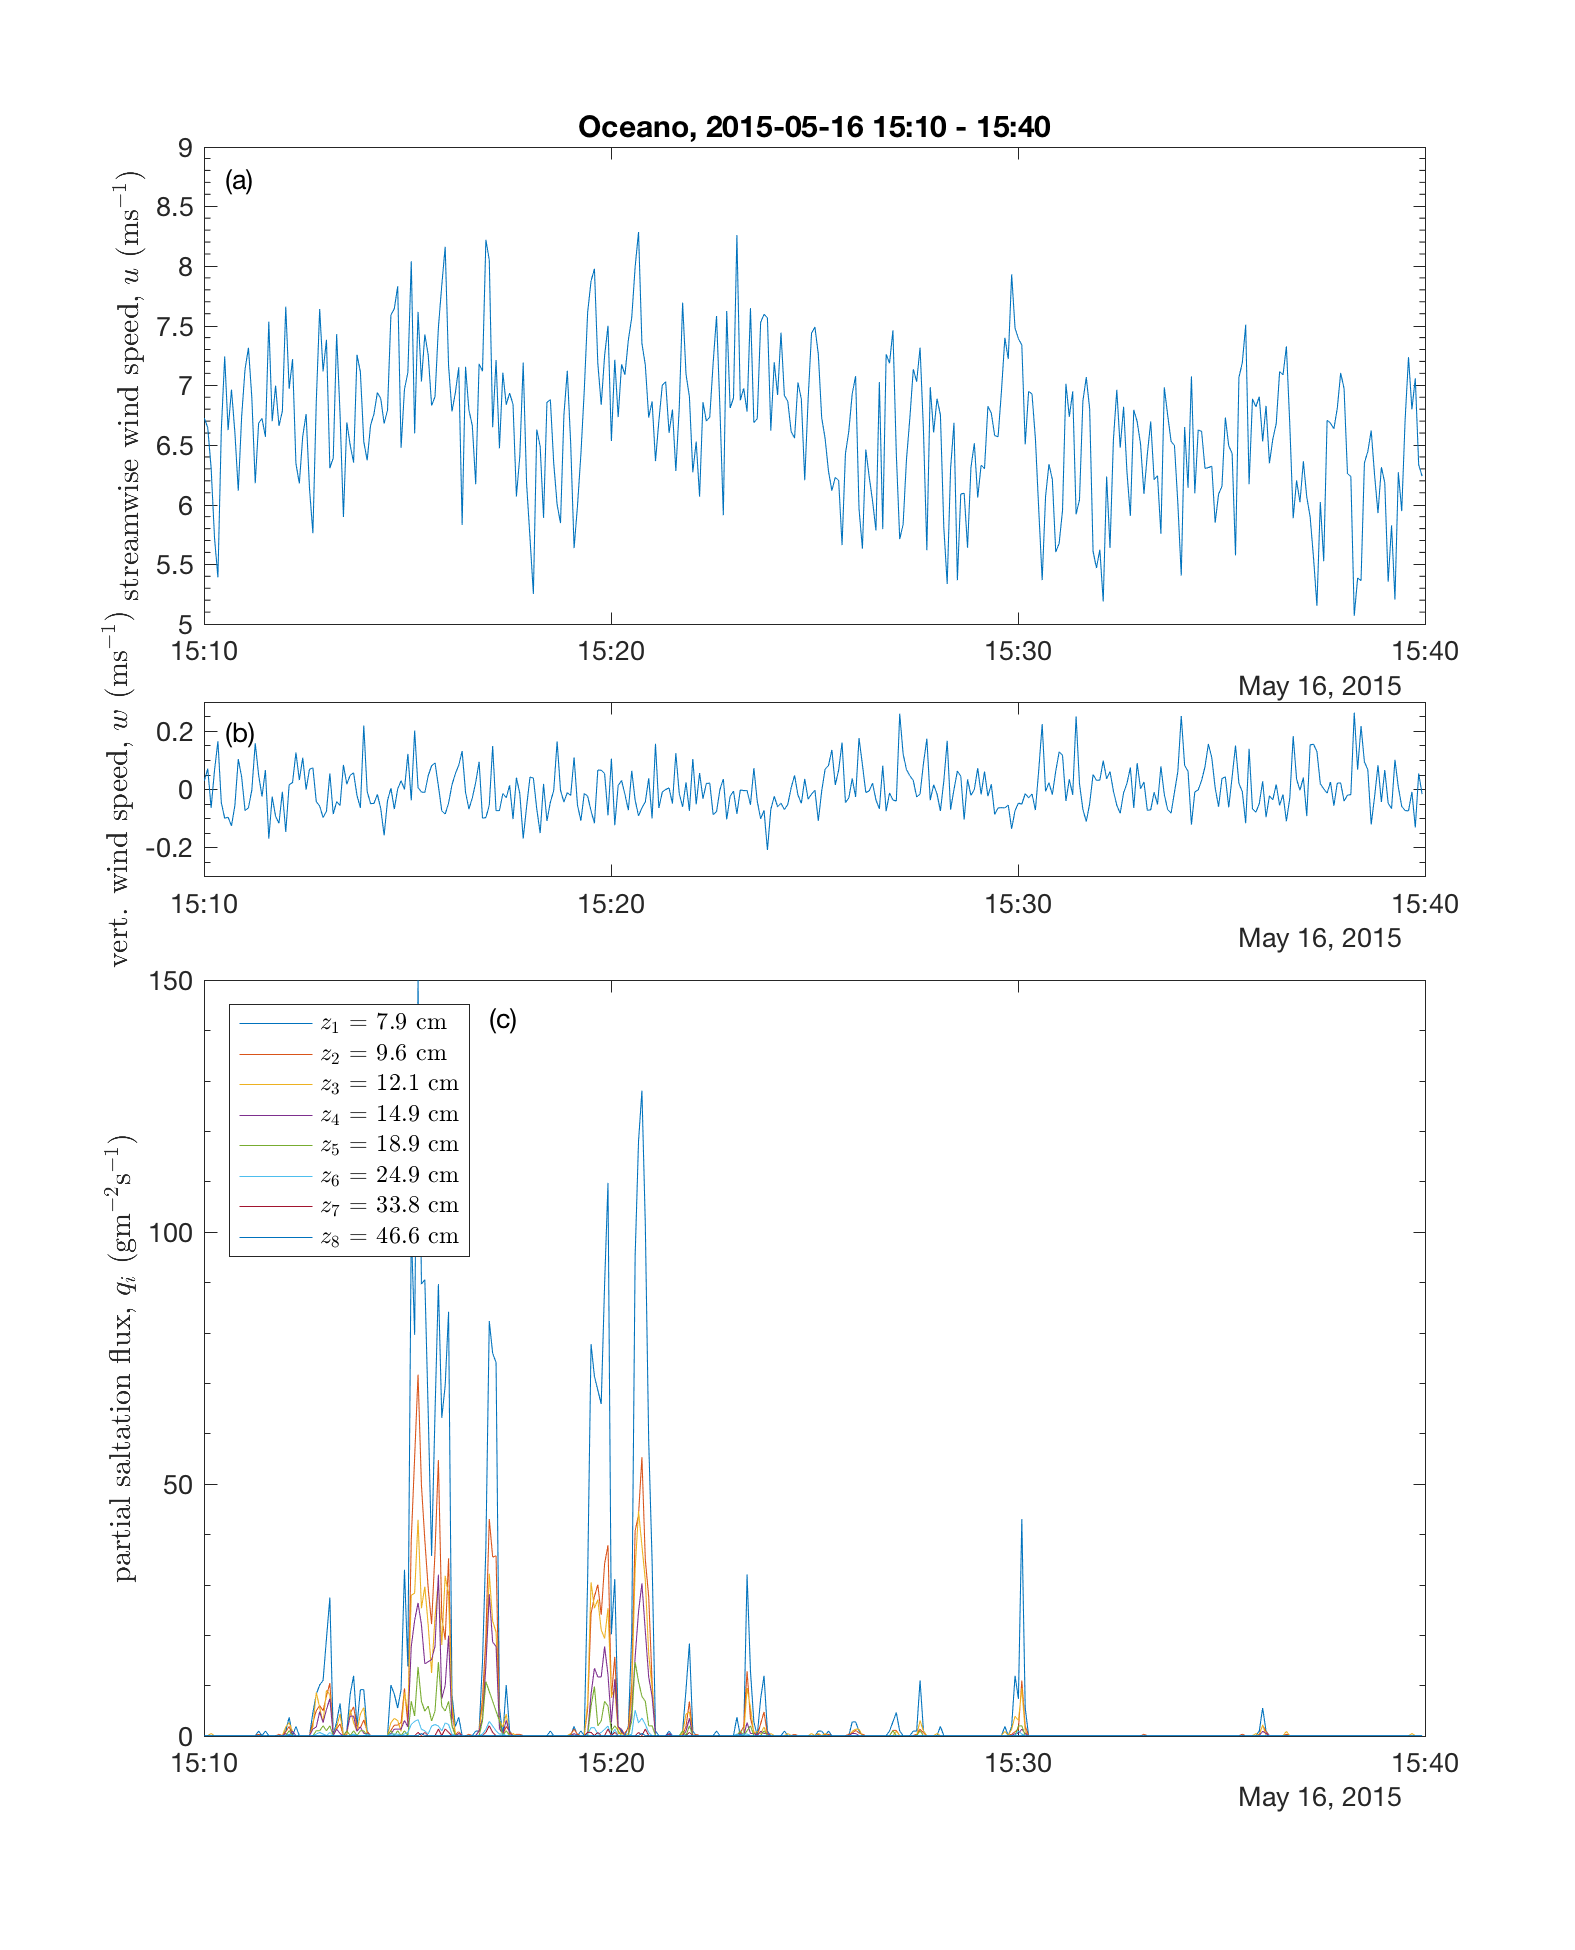 Oceano, 2015-05-16 15:10 - 15:40
(a)
streamwise wind speed, u (ms⁻¹)
9
8.5
8
7.5
7
6.5
6
5.5
5
15:10 15:20 15:30 15:40
May 16, 2015
(b)
vert. wind speed, w (ms⁻¹)
0.2
0
-0.2
15:10 15:20 15:30 15:40
May 16, 2015
(c)
partial saltation flux, qᵢ (gm⁻²s⁻¹)
150
100
50
0
z₁ = 7.9 cm
z₂ = 9.6 cm
z₃ = 12.1 cm
z₄ = 14.9 cm
z₅ = 18.9 cm
z₆ = 24.9 cm
z₇ = 33.8 cm
z₈ = 46.6 cm
15:10 15:20 15:30 15:40
May 16, 2015